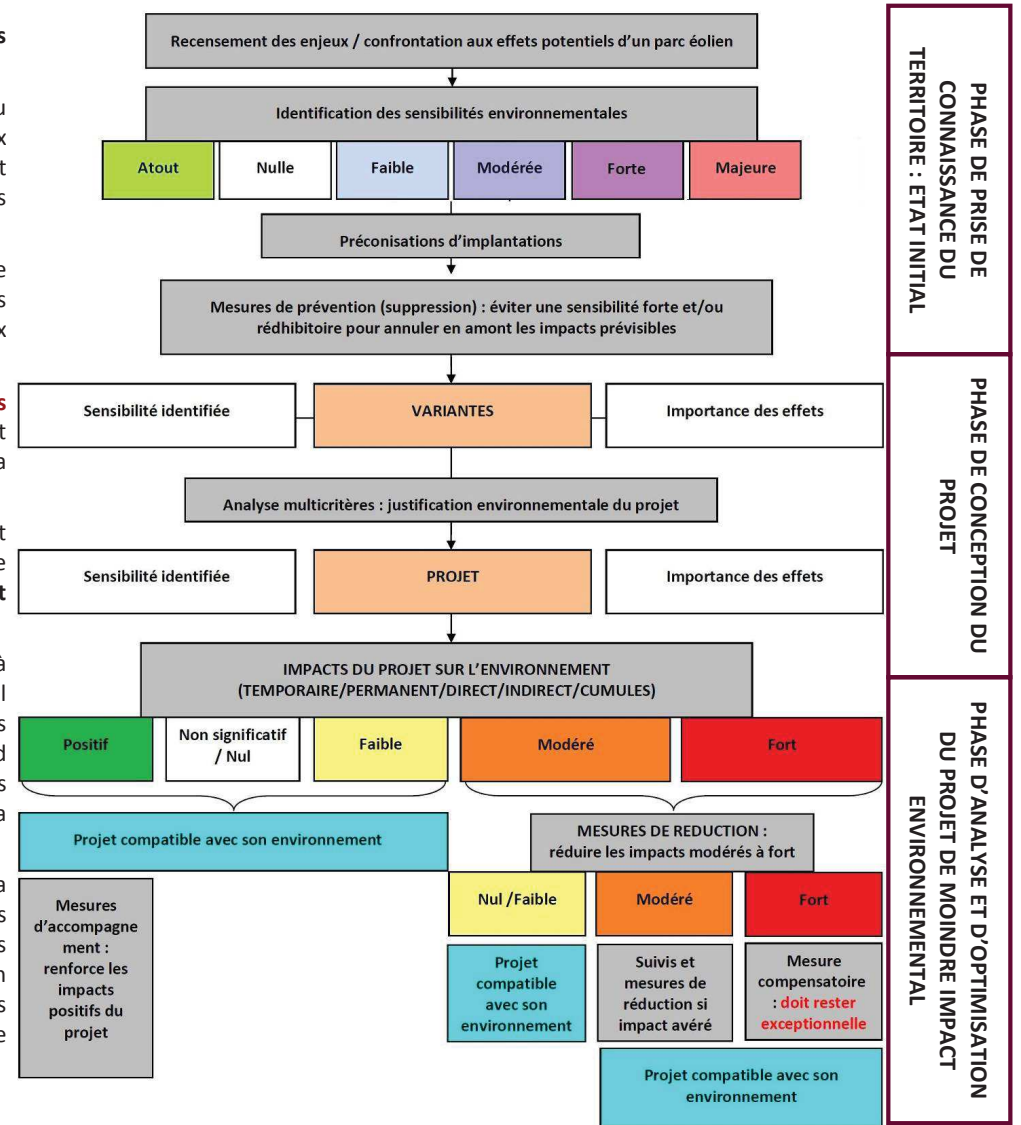 s
u
x
t
s
e
s
x
s
t
a
t
e
t
à
l
s
d
s
a
a
s
s
n
s
e
Recensement des enjeux / confrontation aux effets potentiels d'un parc éolien
Identification des sensibilités environnementales
Atout
Nulle
Faible
Modérée
Forte
Majeure
Préconisations d'implantations
Mesures de prévention (suppression) : éviter une sensibilité forte et/ou
rédhibitoire pour annuler en amont les impacts prévisibles
PHASE DE PRISE DE
CONNAISSANCE DU
TERRITOIRE : ETAT INITIAL
Sensibilité identifiée
VARIANTES
Importance des effets
Analyse multicritères : justification environnementale du projet
Sensibilité identifiée
PROJET
Importance des effets
PHASE DE CONCEPTION DU
PROJET
IMPACTS DU PROJET SUR L'ENVIRONNEMENT
(TEMPORAIRE/PERMANENT/DIRECT/INDIRECT/CUMULES)
Positif
Non significatif
/ Nul
Faible
Modéré
Fort
Projet compatible avec son environnement
MESURES DE REDUCTION :
réduire les impacts modérés à fort
Nul /Faible
Modéré
Fort
Mesures
d'accompagne
ment :
renforce les
impacts
positifs du
projet
Projet
compatible
avec son
environnement
Suivis et
mesures de
réduction si
impact avéré
Mesure
compensatoire
: doit rester
exceptionnelle
Projet compatible avec son
environnement
PHASE D'ANALYSE ET D'OPTIMISATION
DU PROJET DE MOINDRE IMPACT
ENVIRONNEMENTAL